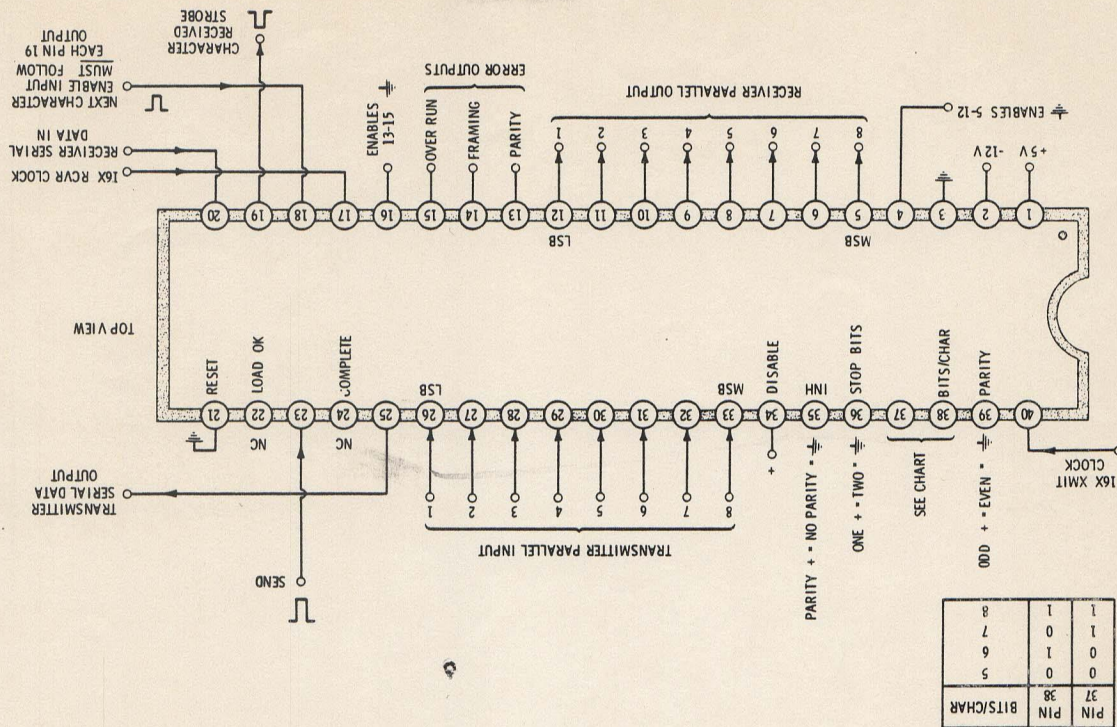 PIN 37 PIN 38 BITS/CHAR
0 0 5
0 1 6
1 0 7
1 1 8
SEND
TRANSMITTER PARALLEL INPUT
8 7 6 5 4 3 2 1
TRANSMITTER
SERIAL DATA
OUTPUT
16X XMIT
CLOCK
ODD + = EVEN =
SEE CHART
ONE + = TWO =
PARITY + = NO PARITY =
+
NC
NC
40 39 38 37 36 35 34 33 32 31 30 29 28 27 26 25 24 23 22 21
PARITY
BITS/CHAR
STOP BITS
INH
DISABLE
MSB
LSB
COMPLETE
LOAD OK
RESET
TOP VIEW
MSB
LSB
1 2 3 4 5 6 7 8 9 10 11 12 13 14 15 16 17 18 19 20
+5V
-12V
ENABLES 5-12
8 7 6 5 4 3 2 1
RECEIVER PARALLEL OUTPUT
PARITY
FRAMING
OVER RUN
ERROR OUTPUTS
ENABLES
13-15
16X RCVR CLOCK
RECEIVER SERIAL
DATA IN
NEXT CHARACTER
ENABLE INPUT
MUST FOLLOW
EACH PIN 19
OUTPUT
CHARACTER
RECEIVED
STROBE